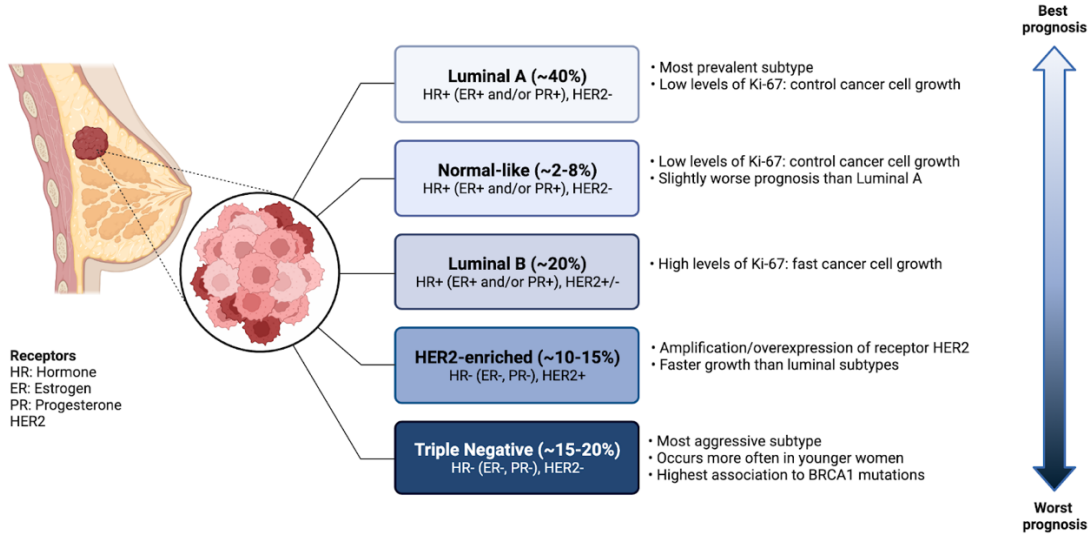 Best
prognosis
Luminal A (~40%)
HR+ (ER+ and/or PR+), HER2-
• Most prevalent subtype
• Low levels of Ki-67: control cancer cell growth
Normal-like (~2-8%)
HR+ (ER+ and/or PR+), HER2-
• Low levels of Ki-67: control cancer cell growth
• Slightly worse prognosis than Luminal A
Luminal B (~20%)
HR+ (ER+ and/or PR+), HER2+/-
• High levels of Ki-67: fast cancer cell growth
HER2-enriched (~10-15%)
HR- (ER-, PR-), HER2+
• Amplification/overexpression of receptor HER2
• Faster growth than luminal subtypes
Receptors
HR: Hormone
ER: Estrogen
PR: Progesterone
HER2
Triple Negative (~15-20%)
HR- (ER-, PR-), HER2-
• Most aggressive subtype
• Occurs more often in younger women
• Highest association to BRCA1 mutations
Worst
prognosis